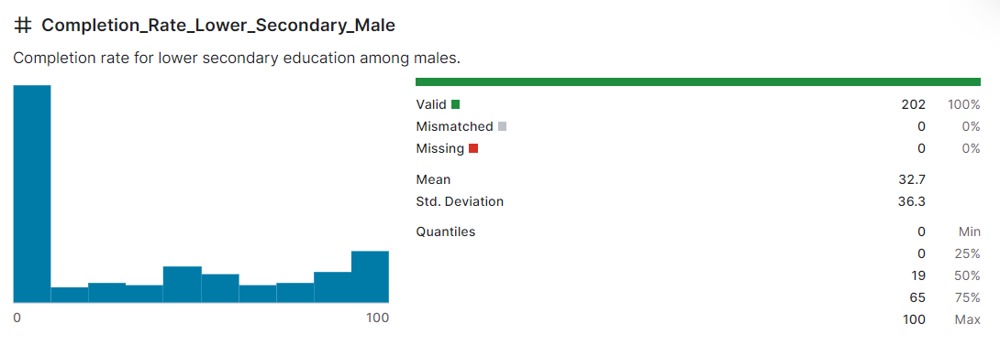 Completion_Rate_Lower_Secondary_Male
Completion rate for lower secondary education among males.
0 100
Valid 202 100%
Mismatched 0 0%
Missing 0 0%
Mean 32.7
Std. Deviation 36.3
Quantiles 0 Min
0 25%
19 50%
65 75%
100 Max